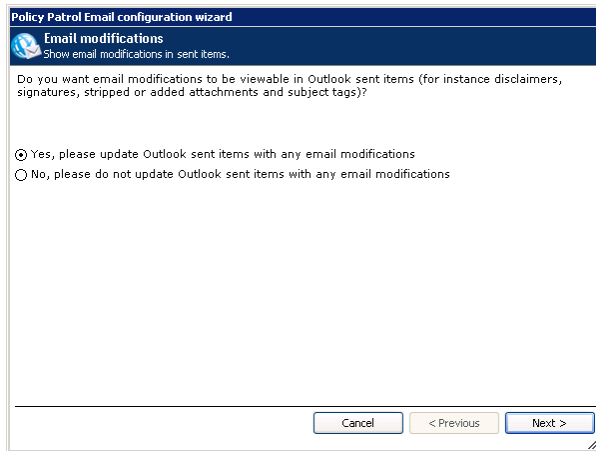 Policy Patrol Email configuration wizard
Email modifications
Show email modifications in sent items.
Do you want email modifications to be viewable in Outlook sent items (for instance disclaimers,
signatures, stripped or added attachments and subject tags)?
Yes, please update Outlook sent items with any email modifications
No, please do not update Outlook sent items with any email modifications
Cancel < Previous Next >